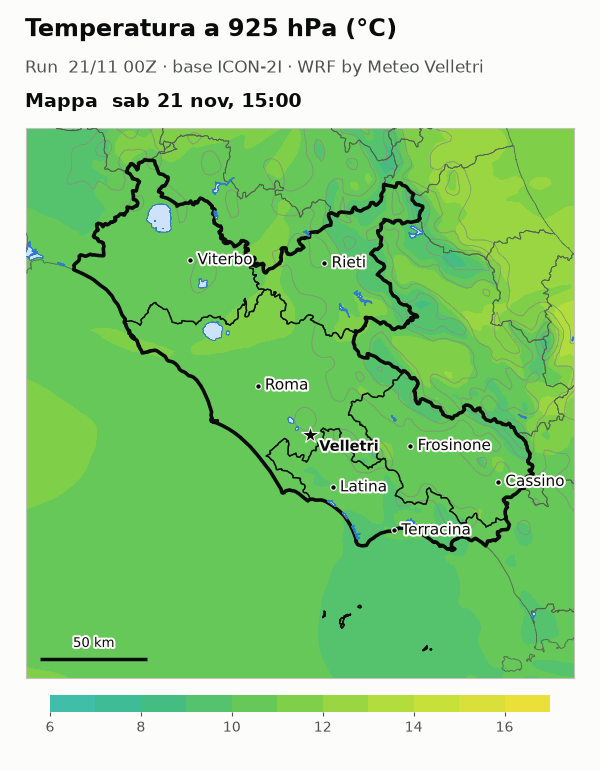 Temperatura a 925 hPa (°C)
Run  21/11 00Z · base ICON-2I · WRF by Meteo Velletri
Mappa  sab 21 nov, 15:00
Viterbo
Rieti
Roma
Velletri
Frosinone
Latina
Cassino
Terracina
50 km
6 8 10 12 14 16